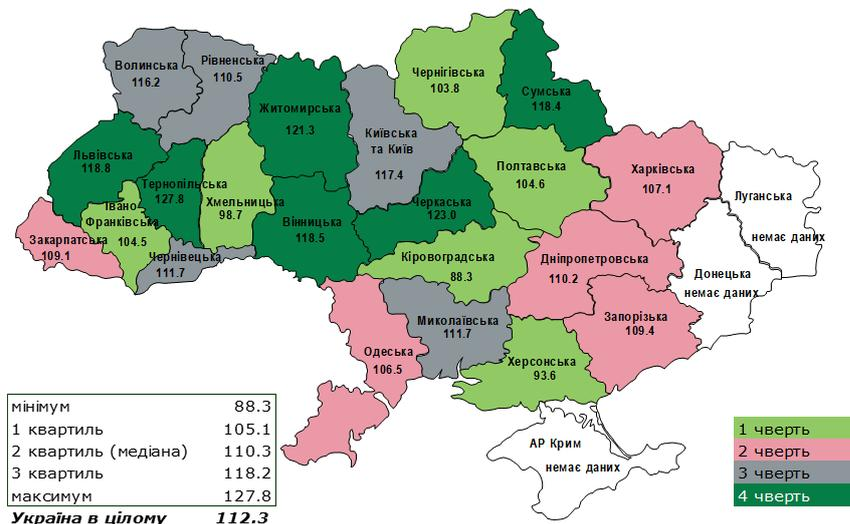 Волинська
116.2
Рівненська
110.5
Житомирська
121.3
Київська
та Київ
117.4
Чернігівська
103.8
Сумська
118.4
Львівська
118.8
Тернопільська
127.8
Хмельницька
98.7
Вінницька
118.5
Черкаська
123.0
Полтавська
104.6
Харківська
107.1
Луганська
немає даних
Закарпатська
109.1
Івано-
Франківська
104.5
Чернівецька
111.7
Кіровоградська
88.3
Дніпропетровська
110.2
Донецька
немає даних
Одеська
106.5
Миколаївська
111.7
Запорізька
109.4
Херсонська
93.6
АР Крим
немає даних
мінімум 88.3
1 квартиль 105.1
2 квартиль (медіана) 110.3
3 квартиль 118.2
максимум 127.8
Україна в цілому 112.3
1 чверть
2 чверть
3 чверть
4 чверть